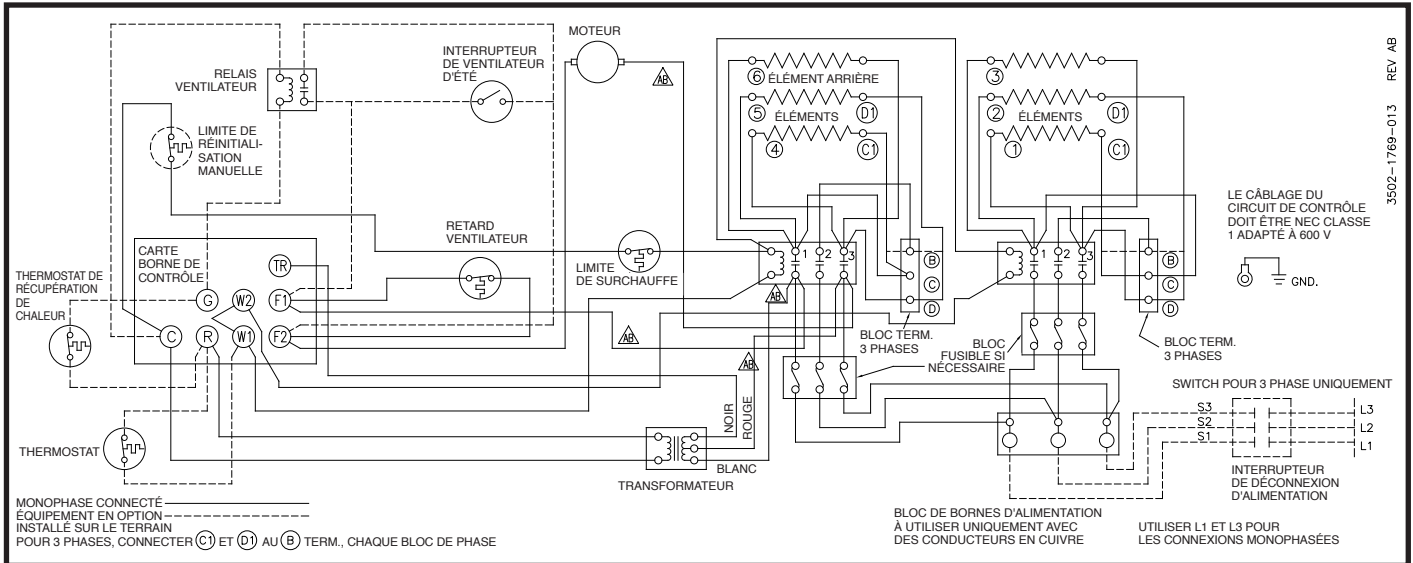 MOTEUR
INTERRUPTEUR
DE VENTILATEUR
D'ÉTÉ
RELAIS
VENTILATEUR
AB
LIMITE DE
RÉINITIALI-
SATION
MANUELLE
6 ÉLÉMENT ARRIÈRE
5
D1
ÉLÉMENTS
4
C1
3
2
D1
ÉLÉMENTS
1
C1
3502-1769-013 REV AB
LE CÂBLAGE DU
CIRCUIT DE CONTRÔLE
DOIT ÊTRE NEC CLASSE
1 ADAPTÉ À 600 V
GND.
RETARD
VENTILATEUR
CARTE
BORNE DE
CONTRÔLE
TR
G
W2
F1
C
R
W1
F2
THERMOSTAT DE
RÉCUPÉRATION
DE
CHALEUR
LIMITE
DE SURCHAUFFE
1
2
3
B
C
D
1
2
3
B
C
D
AB
AB
AB
BLOC TERM.
3 PHASES
BLOC
FUSIBLE SI
NÉCESSAIRE
BLOC TERM.
3 PHASES
SWITCH POUR 3 PHASE UNIQUEMENT
S3
S2
S1
L3
L2
L1
THERMOSTAT
NOIR
ROUGE
BLANC
TRANSFORMATEUR
INTERRUPTEUR
DE DÉCONNEXION
D'ALIMENTATION
MONOPHASE CONNECTÉ
ÉQUIPEMENT EN OPTION
INSTALLÉ SUR LE TERRAIN
POUR 3 PHASES, CONNECTER C1 ET D1 AU B TERM., CHAQUE BLOC DE PHASE
BLOC DE BORNES D'ALIMENTATION
À UTILISER UNIQUEMENT AVEC
DES CONDUCTEURS EN CUIVRE
UTILISER L1 ET L3 POUR
LES CONNEXIONS MONOPHASÉES